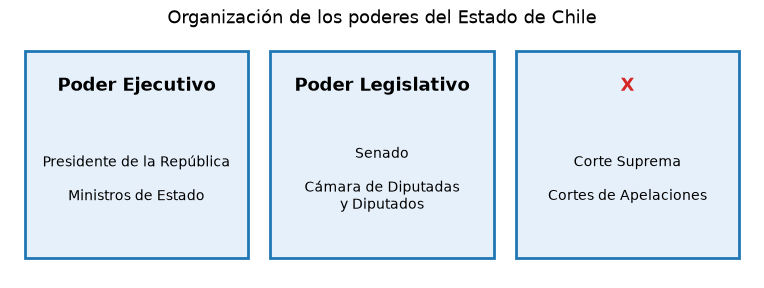 Organización de los poderes del Estado de Chile
Poder Ejecutivo
Presidente de la República
Ministros de Estado
Poder Legislativo
Senado
Cámara de Diputadas
y Diputados
X
Corte Suprema
Cortes de Apelaciones